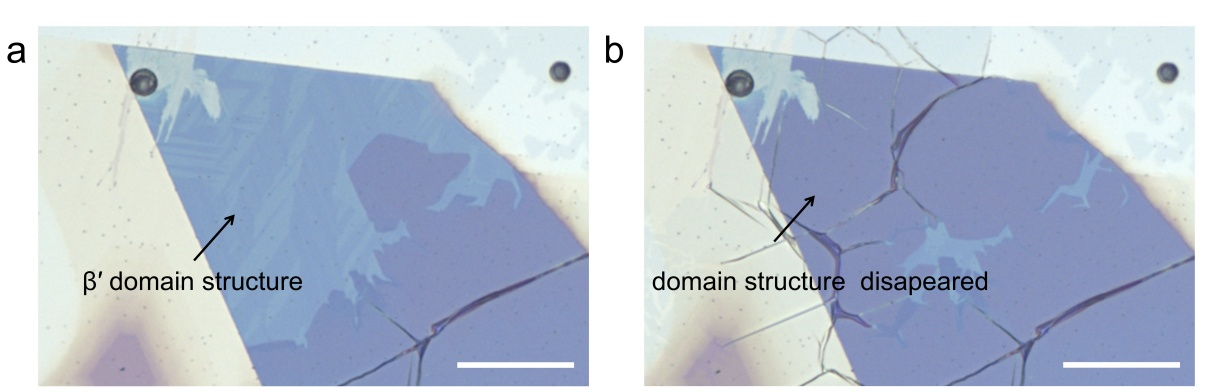 a
b
β′ domain structure
domain structure disapeared